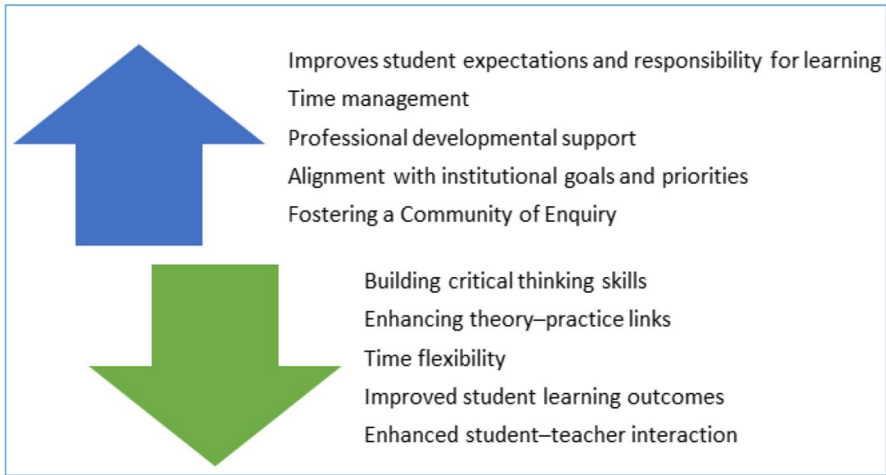 Improves student expectations and responsibility for learning
Time management
Professional developmental support
Alignment with institutional goals and priorities
Fostering a Community of Enquiry
Building critical thinking skills
Enhancing theory–practice links
Time flexibility
Improved student learning outcomes
Enhanced student–teacher interaction